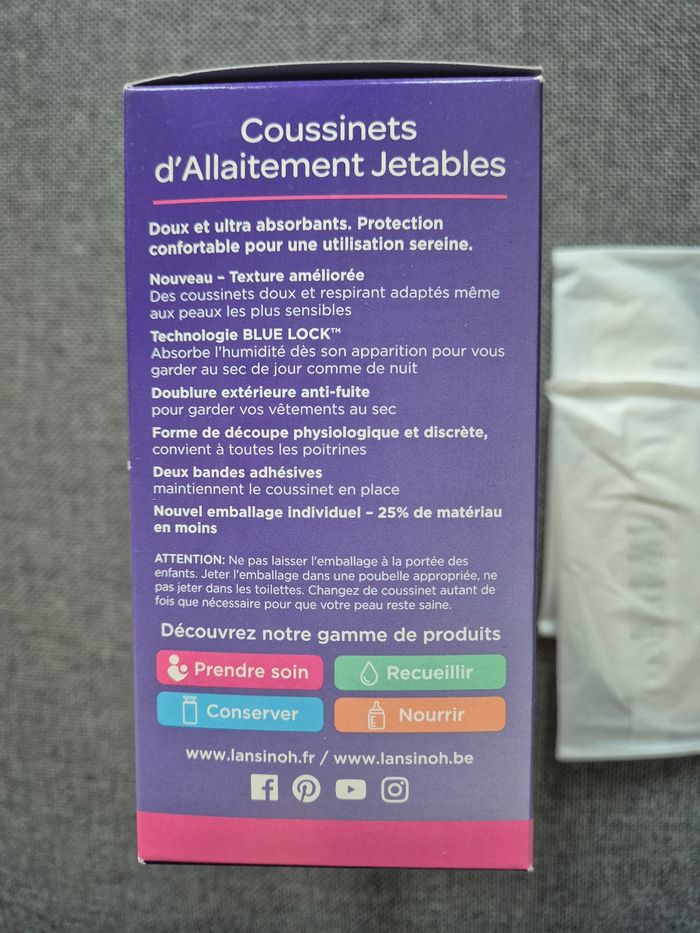 Coussinets
d'Allaitement Jetables
Doux et ultra absorbants. Protection
confortable pour une utilisation sereine.
Nouveau – Texture améliorée
Des coussinets doux et respirant adaptés même
aux peaux les plus sensibles
Technologie BLUE LOCK™
Absorbe l'humidité dès son apparition pour vous
garder au sec de jour comme de nuit
Doublure extérieure anti-fuite
pour garder vos vêtements au sec
Forme de découpe physiologique et discrète,
convient à toutes les poitrines
Deux bandes adhésives
maintiennent le coussinet en place
Nouvel emballage individuel – 25% de matériau
en moins
ATTENTION: Ne pas laisser l'emballage à la portée des
enfants. Jeter l'emballage dans une poubelle appropriée, ne
pas jeter dans les toilettes. Changez de coussinet autant de
fois que nécessaire pour que votre peau reste saine.
Découvrez notre gamme de produits
Prendre soin
Recueillir
Conserver
Nourrir
www.lansinoh.fr / www.lansinoh.be